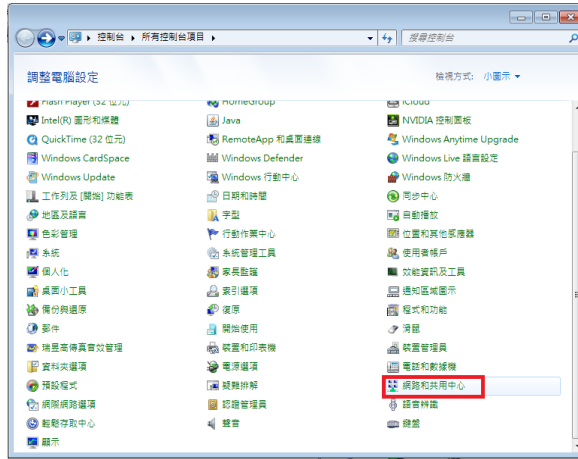 控制台 ▸ 所有控制台項目 ▸ 搜尋控制台
調整電腦設定 檢視方式: 小圖示
Flash Player (32 位元) HomeGroup iCloud
Intel(R) 圖形和媒體 Java NVIDIA 控制面板
QuickTime (32 位元) RemoteApp 和桌面連線 Windows Anytime Upgrade
Windows CardSpace Windows Defender Windows Live 語言設定
Windows Update Windows 行動中心 Windows 防火牆
工作列及 [開始] 功能表 日期和時間 同步中心
地區及語言 字型 自動播放
色彩管理 行動作業中心 位置和其他感應器
系統 系統管理工具 使用者帳戶
個人化 家長監護 效能資訊及工具
桌面小工具 索引選項 通知區域圖示
備份與還原 復原 程式和功能
郵件 開始使用 滑鼠
瑞昱高傳真音效管理 裝置和印表機 裝置管理員
資料夾選項 電源選項 電話和數據機
預設程式 疑難排解 網路和共用中心
網際網路選項 認證管理員 語音辨識
輕鬆存取中心 聲音 鍵盤
顯示